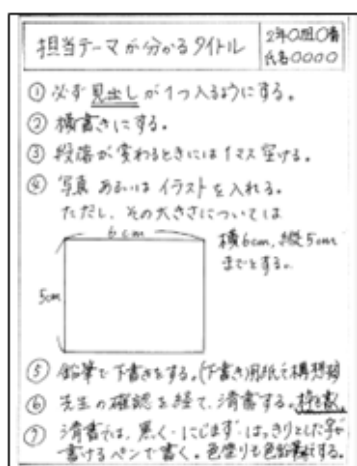 担当テーマが分かるタイトル
2年〇組〇番
氏名〇〇〇〇
① 必ず見出しが1つ入るようにする。
② 横書きにする。
③ 段落が変わるときには1マス空ける。
④ 写真あるいはイラストを入れる。
ただし、その大きさについては
6cm
横6cm、縦5cm
までとする。
5cm
⑤ 鉛筆で下書きをする。(下書き用紙で構想
⑥ 先生の確認を経て、清書する。
⑦ 清書では、黒く・にじまず・はっきりとした字が
書けるペンで書く。色塗りも色鉛筆でする。